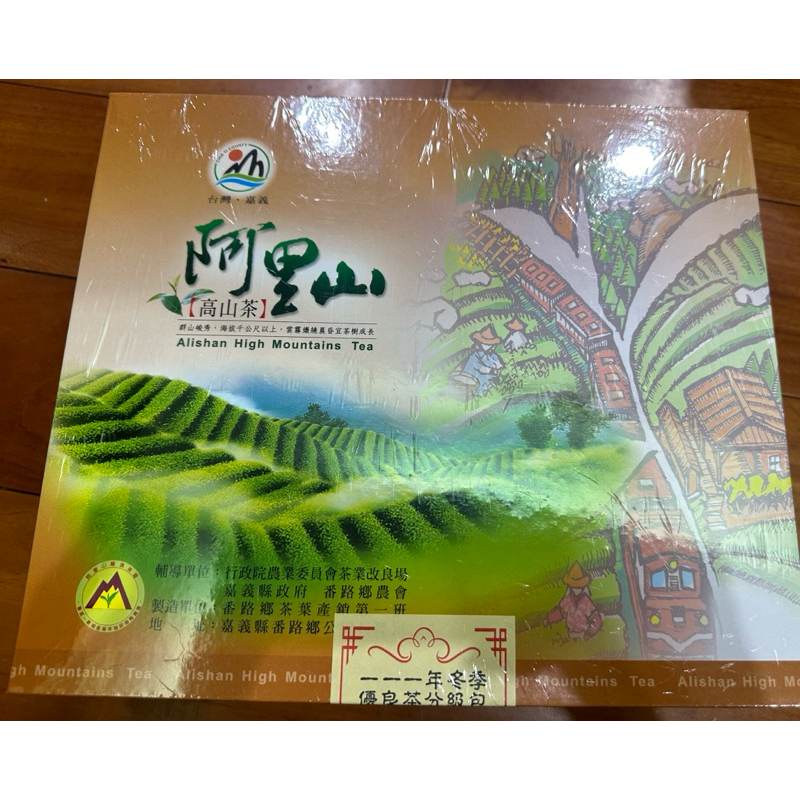 台灣・嘉義
阿里山
【高山茶】
群山峻秀，海拔千公尺以上，雲霧嬝繞最皆宜茶樹成長
Alishan High Mountains Tea
輔導單位：行政院農業委員會茶業改良場
嘉義縣政府 番路鄉農會
製造單位：番路鄉茶葉產銷第一班
地 址：嘉義縣番路鄉公
一一一年冬季
優良茶分級包
gh Mountains Tea Alishan High Mount
gh Mountains Tea Alishan High Mo